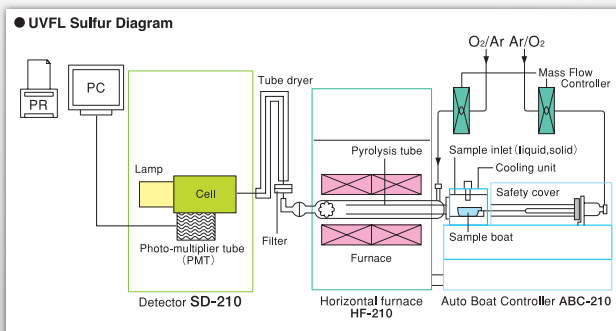 ● UVFL Sulfur Diagram
O₂/Ar Ar/O₂
PR
PC
Tube dryer
Mass Flow
Controller
Pyrolysis tube
Sample inlet (liquid,solid)
Cooling unit
Lamp
Cell
Safety cover
Photo-multiplier tube
(PMT)
Filter
Furnace
Sample boat
Detector SD-210
Horizontal furnace
HF-210
Auto Boat Controller ABC-210